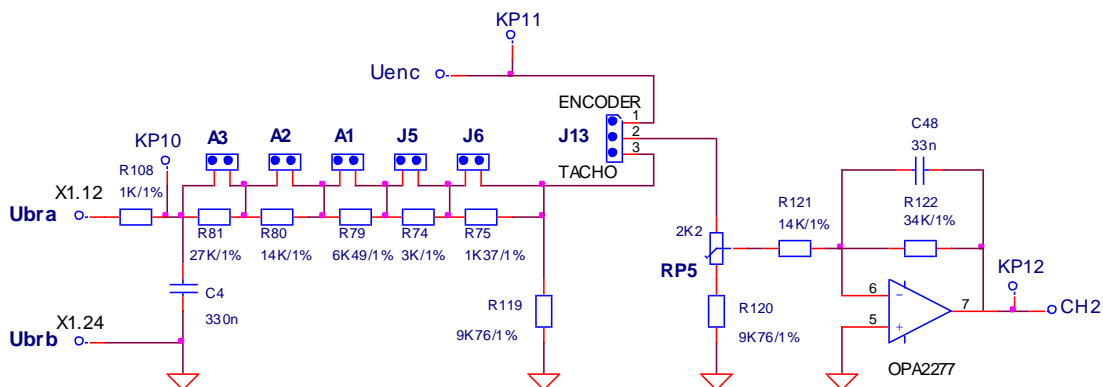 KP11
Uenc
ENCODER
1
2
3
J13
TACHO
KP10
A3
A2
A1
J5
J6
R108
1K/1%
X1.12
Ubra
R81
27K/1%
R80
14K/1%
R79
6K49/1%
R74
3K/1%
R75
1K37/1%
C4
330n
X1.24
Ubrb
R119
9K76/1%
2K2
RP5
R120
9K76/1%
R121
14K/1%
C48
33n
R122
34K/1%
6
5
7
KP12
CH2
OPA2277